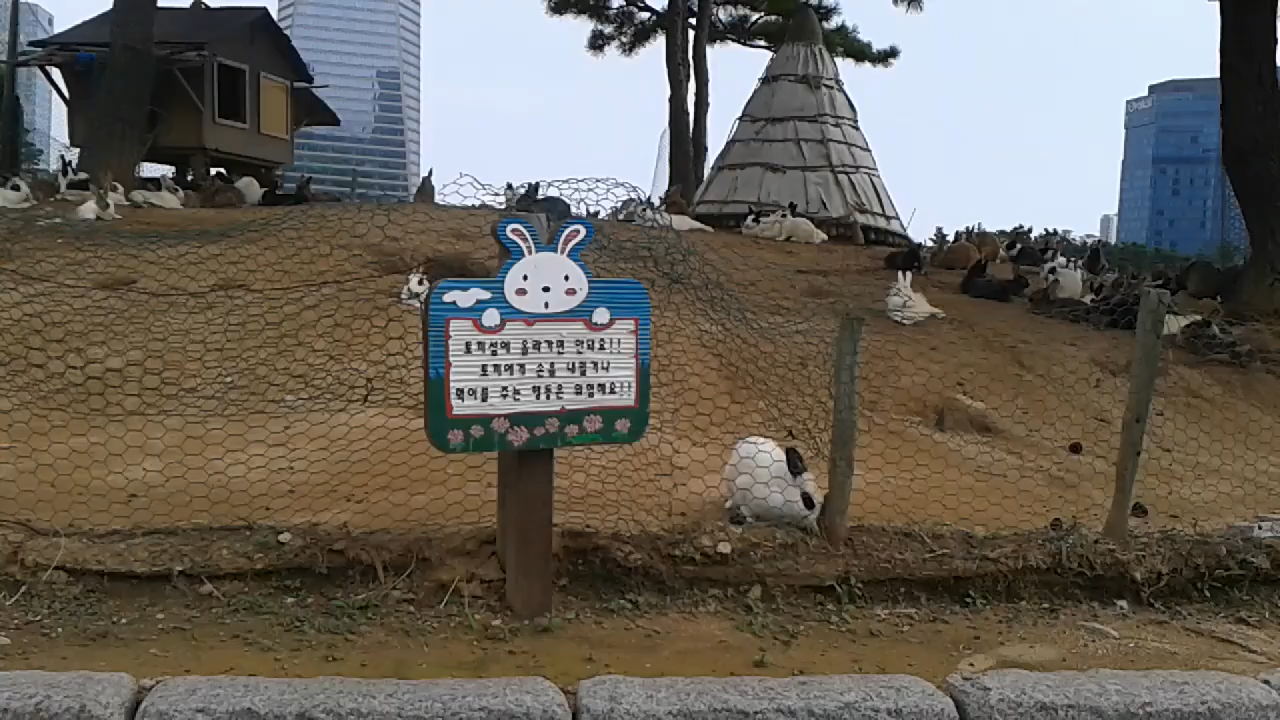 토끼섬에 올라가면 안돼요!!
토끼에게 손을 내밀거나
먹이를 주는 행동은 위험해요!!